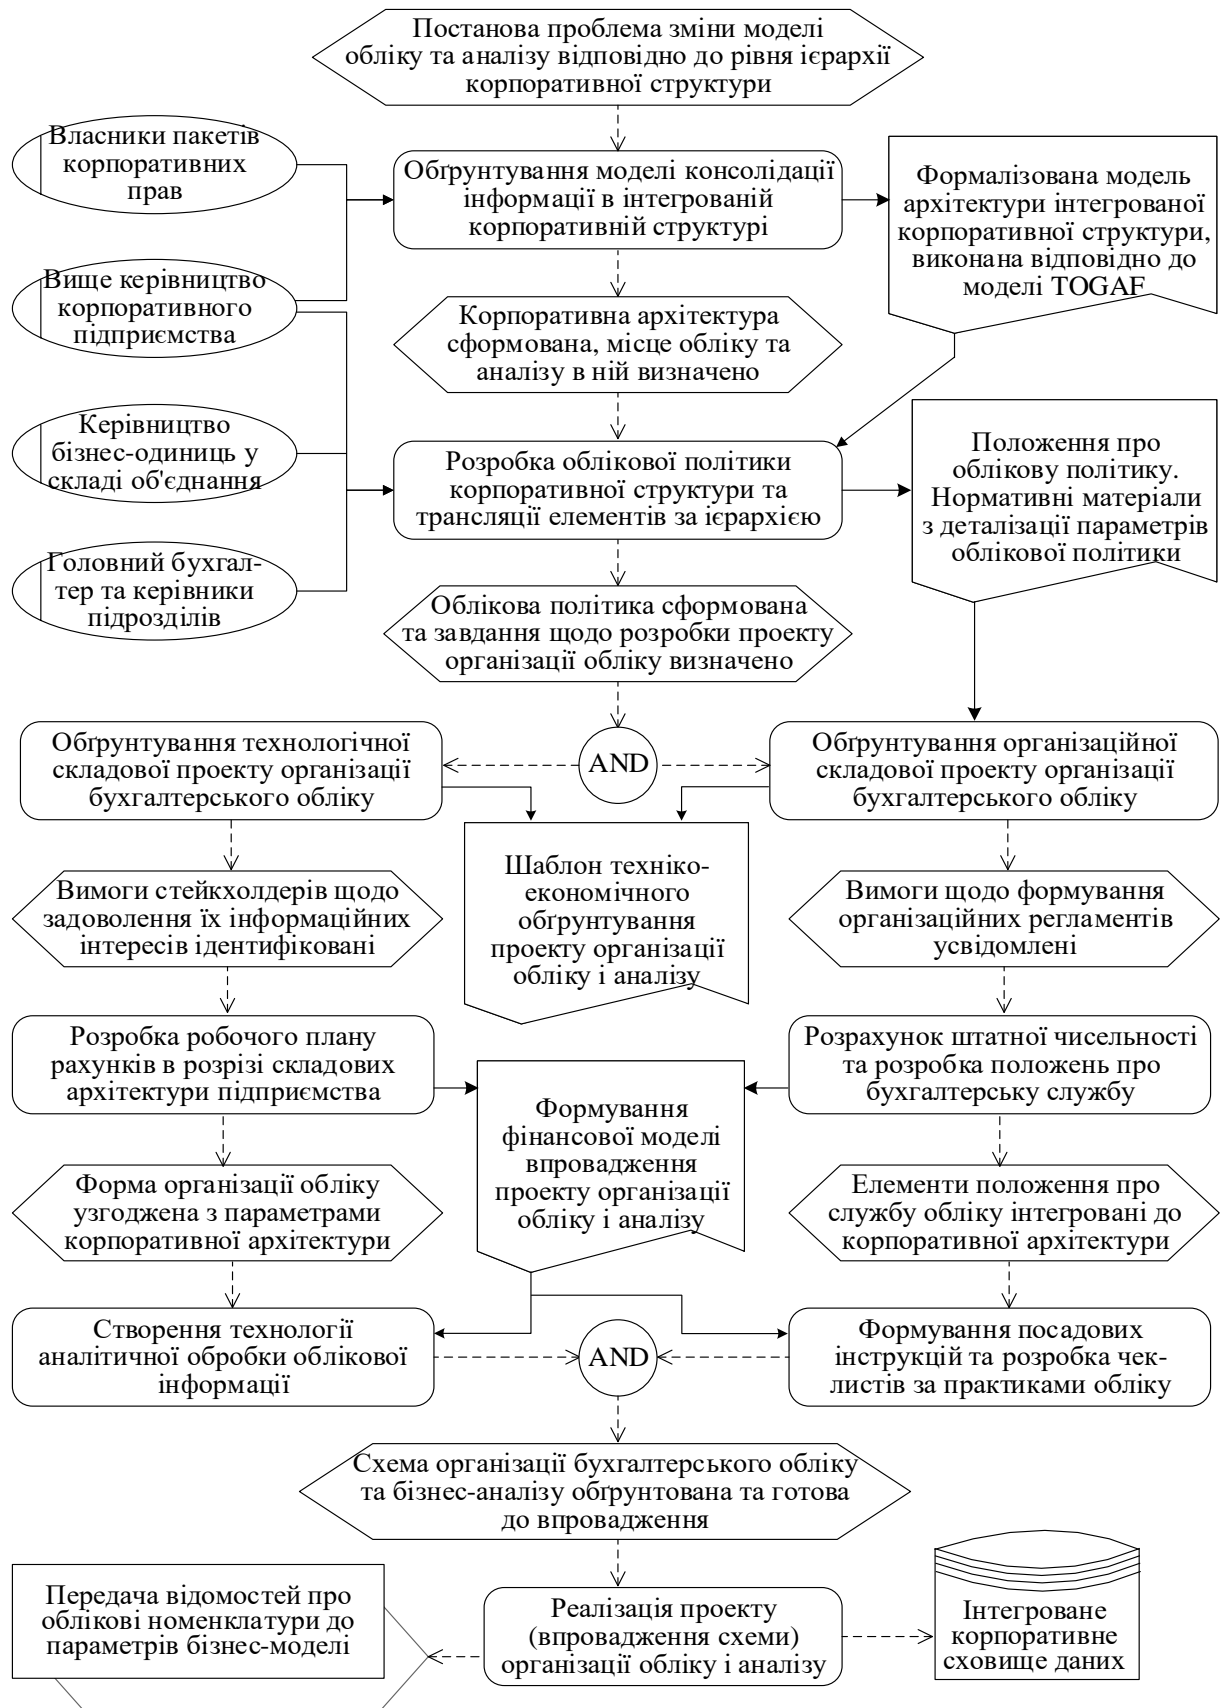 Постанова проблема зміни моделі
обліку та аналізу відповідно до рівня ієрархії
корпоративної структури
Власники пакетів
корпоративних
прав
Обґрунтування моделі консолідації
інформації в інтегрованій
корпоративній структурі
Формалізована модель
архітектури інтегрованої
корпоративної структури,
виконана відповідно до
моделі TOGAF
Вище керівництво
корпоративного
підприємства
Корпоративна архітектура
сформована, місце обліку та
аналізу в ній визначено
Керівництво
бізнес-одиниць у
складі об'єднання
Розробка облікової політики
корпоративної структури та
трансляції елементів за ієрархією
Положення про
облікову політику.
Нормативні матеріали
з деталізації параметрів
облікової політики
Головний бухгал-
тер та керівники
підрозділів
Облікова політика сформована
та завдання щодо розробки проекту
організації обліку визначено
Обґрунтування технологічної
складової проекту організації
бухгалтерського обліку
AND
Обґрунтування організаційної
складової проекту організації
бухгалтерського обліку
Шаблон техніко-
економічного
обґрунтування
проекту організації
обліку і аналізу
Вимоги стейкхолдерів щодо
задоволення їх інформаційних
інтересів ідентифіковані
Вимоги щодо формування
організаційних регламентів
усвідомлені
Розробка робочого плану
рахунків в розрізі складових
архітектури підприємства
Розрахунок штатної чисельності
та розробка положень про
бухгалтерську службу
Формування
фінансової моделі
впровадження
проекту організації
обліку і аналізу
Форма організації обліку
узгоджена з параметрами
корпоративної архітектури
Елементи положення про
службу обліку інтегровані до
корпоративної архітектури
Створення технології
аналітичної обробки облікової
інформації
AND
Формування посадових
інструкцій та розробка чек-
листів за практиками обліку
Схема організації бухгалтерського обліку
та бізнес-аналізу обґрунтована та готова
до впровадження
Передача відомостей про
облікові номенклатури до
параметрів бізнес-моделі
Реалізація проекту
(впровадження схеми)
організації обліку і аналізу
Інтегроване
корпоративне
сховище даних